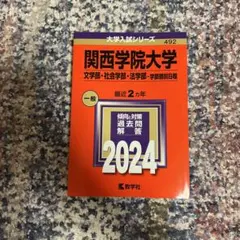 大学入試シリーズ
492
関西学院大学
文学部・社会学部・法学部-学部個別日程
最近2カ年
一般
傾向と対策
過去問
解答
2024
教学社